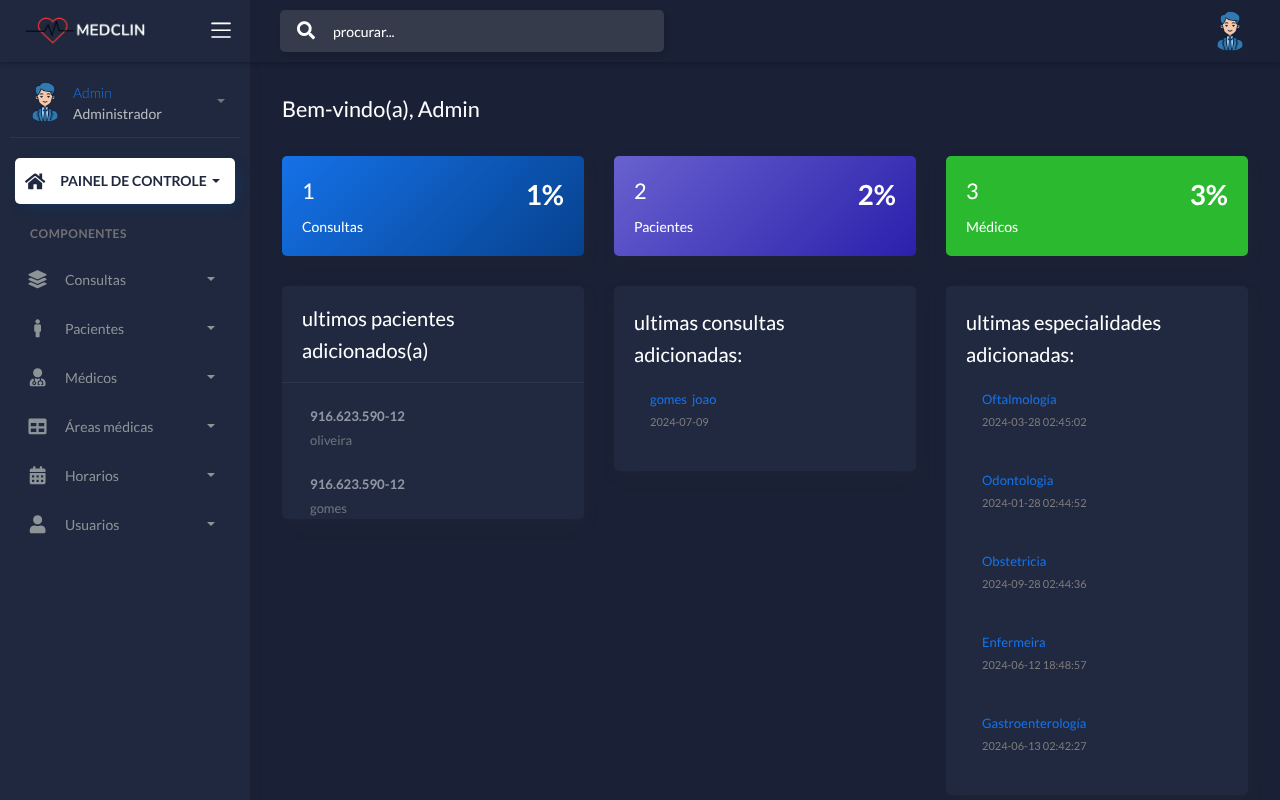 MEDCLIN
procurar...
Admin
Administrador
PAINEL DE CONTROLE
COMPONENTES
Consultas
Pacientes
Médicos
Áreas médicas
Horarios
Usuarios
Bem-vindo(a), Admin
1
1%
Consultas
2
2%
Pacientes
3
3%
Médicos
ultimos pacientes
adicionados(a)
916.623.590-12
oliveira
916.623.590-12
gomes
ultimas consultas
adicionadas:
gomes joao
2024-07-09
ultimas especialidades
adicionadas:
Oftalmología
2024-03-28 02:45:02
Odontologia
2024-01-28 02:44:52
Obstetricia
2024-09-28 02:44:36
Enfermeira
2024-06-12 18:48:57
Gastroenterología
2024-06-13 02:42:27